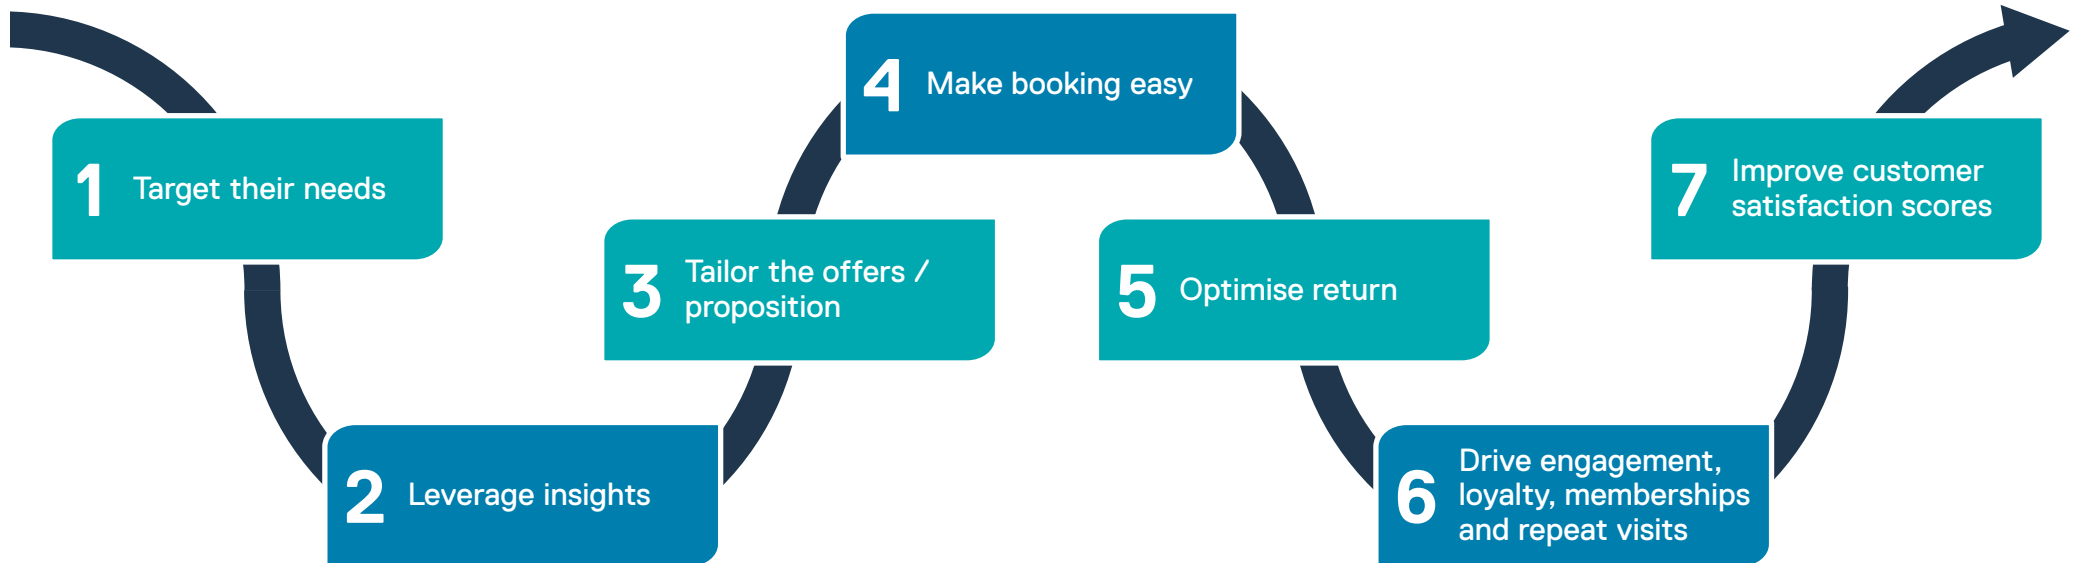 1 Target their needs
2 Leverage insights
3 Tailor the offers /
proposition
4 Make booking easy
5 Optimise return
6 Drive engagement,
loyalty, memberships
and repeat visits
7 Improve customer
satisfaction scores